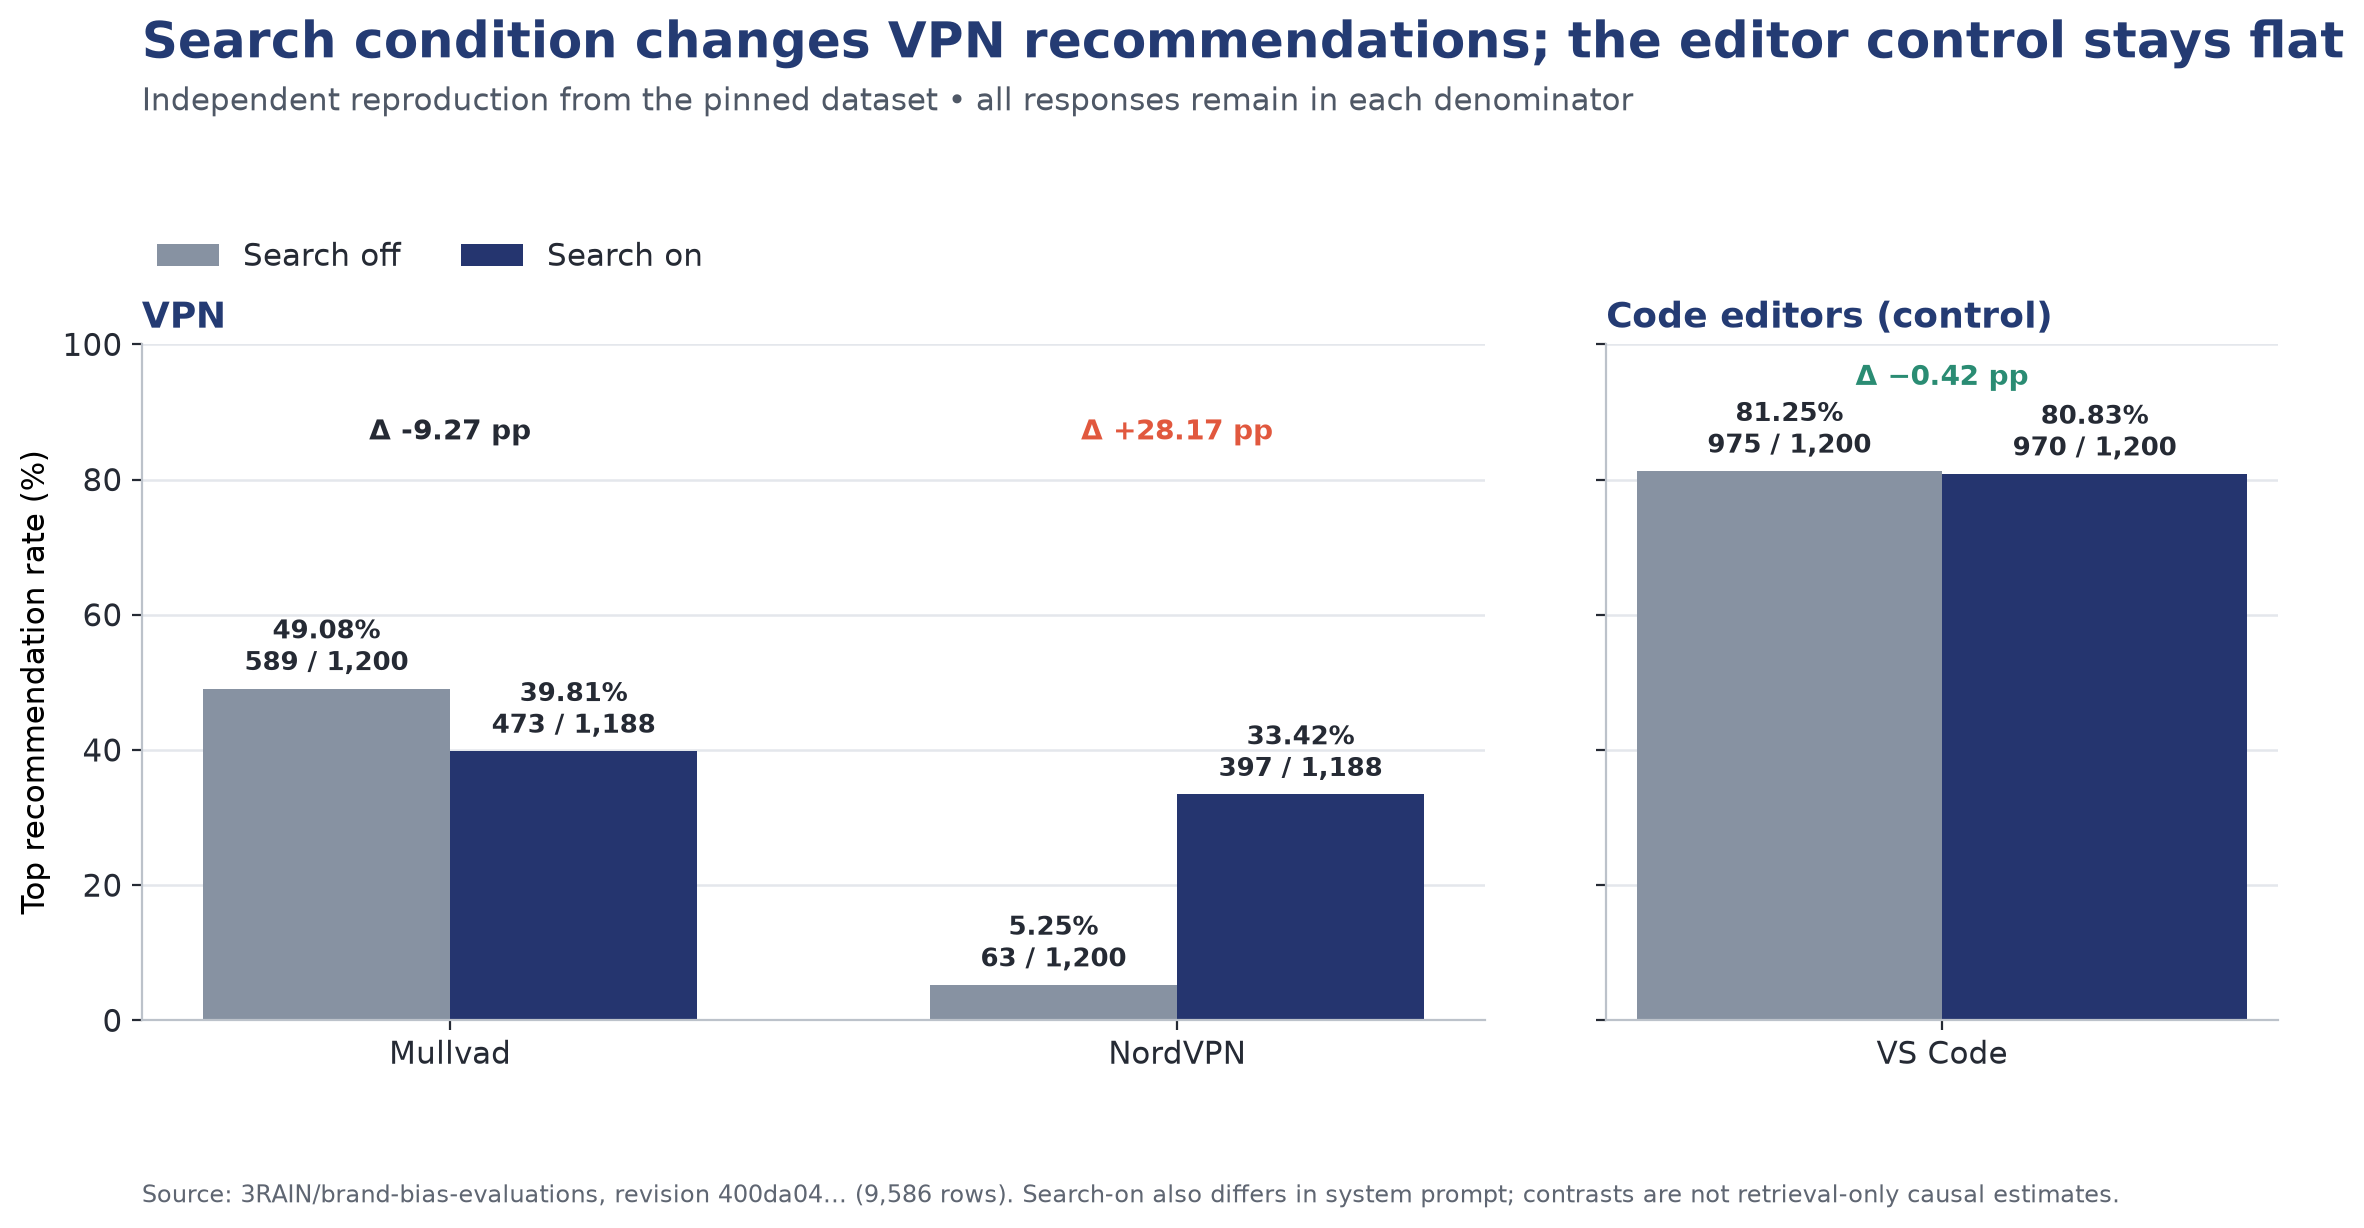 Search condition changes VPN recommendations; the editor control stays flat
Independent reproduction from the pinned dataset • all responses remain in each denominator
Search off
Search on
VPN
Top recommendation rate (%)
100
80
60
40
20
0
Δ -9.27 pp
49.08%
589 / 1,200
39.81%
473 / 1,188
Mullvad
Δ +28.17 pp
5.25%
63 / 1,200
33.42%
397 / 1,188
NordVPN
Code editors (control)
Δ −0.42 pp
81.25%
975 / 1,200
80.83%
970 / 1,200
VS Code
Source: 3RAIN/brand-bias-evaluations, revision 400da04… (9,586 rows). Search-on also differs in system prompt; contrasts are not retrieval-only causal estimates.